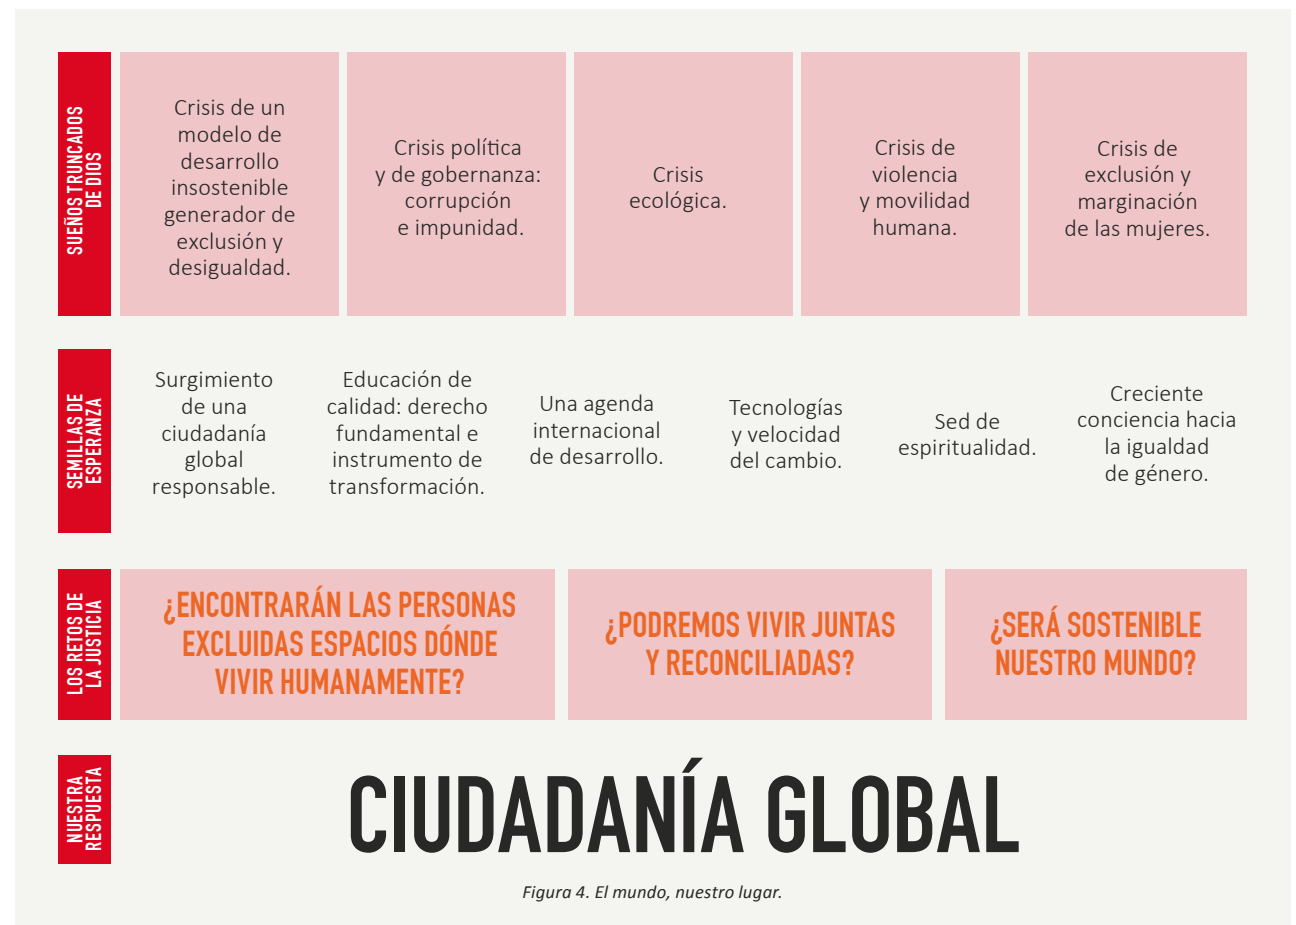 SUEÑOS TRUNCADOS
DE DIOS
Crisis de un
modelo de
desarrollo
insostenible
generador de
exclusión y
desigualdad.
Crisis política
y de gobernanza:
corrupción
e impunidad.
Crisis
ecológica.
Crisis de
violencia
y movilidad
humana.
Crisis de
exclusión y
marginación
de las mujeres.
SEMILLAS DE
ESPERANZA
Surgimiento
de una
ciudadanía
global
responsable.
Educación de
calidad: derecho
fundamental e
instrumento de
transformación.
Una agenda
internacional
de desarrollo.
Tecnologías
y velocidad
del cambio.
Sed de
espiritualidad.
Creciente
conciencia hacia
la igualdad
de género.
LOS RETOS DE
LA JUSTICIA
¿ENCONTRARÁN LAS PERSONAS
EXCLUIDAS ESPACIOS DÓNDE
VIVIR HUMANAMENTE?
¿PODREMOS VIVIR JUNTAS
Y RECONCILIADAS?
¿SERÁ SOSTENIBLE
NUESTRO MUNDO?
NUESTRA
RESPUESTA
CIUDADANÍA GLOBAL
Figura 4. El mundo, nuestro lugar.